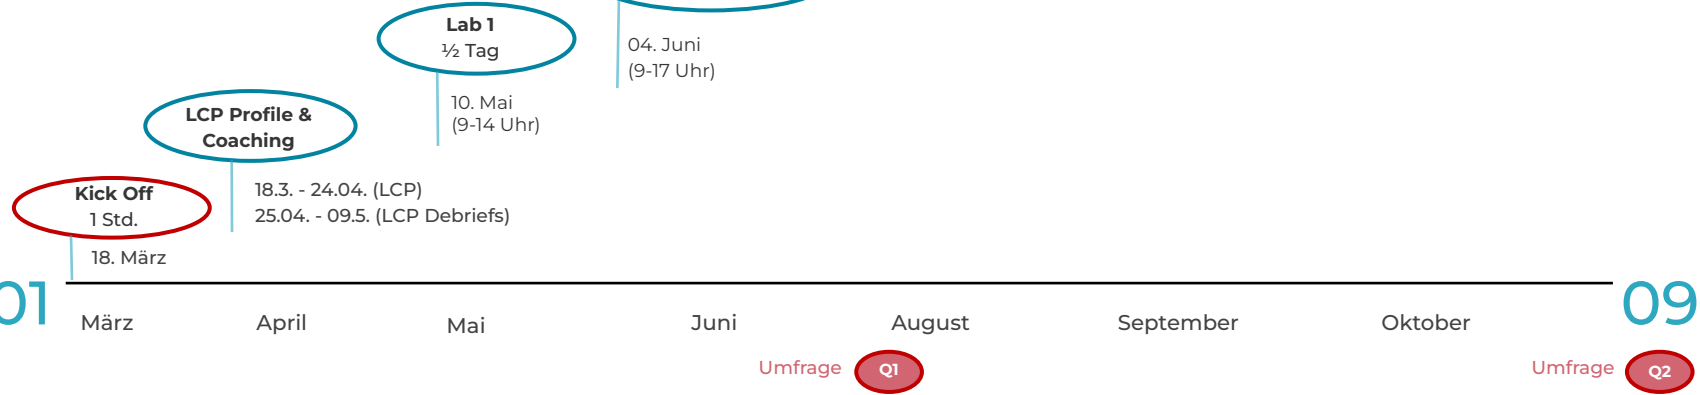 Lab 1
½ Tag
04. Juni
(9-17 Uhr)
10. Mai
(9-14 Uhr)
LCP Profile &
Coaching
18.3. - 24.04. (LCP)
25.04. - 09.5. (LCP Debriefs)
Kick Off
1 Std.
18. März
01
März
April
Mai
Juni
August
September
Oktober
09
Umfrage
Q1
Umfrage
Q2